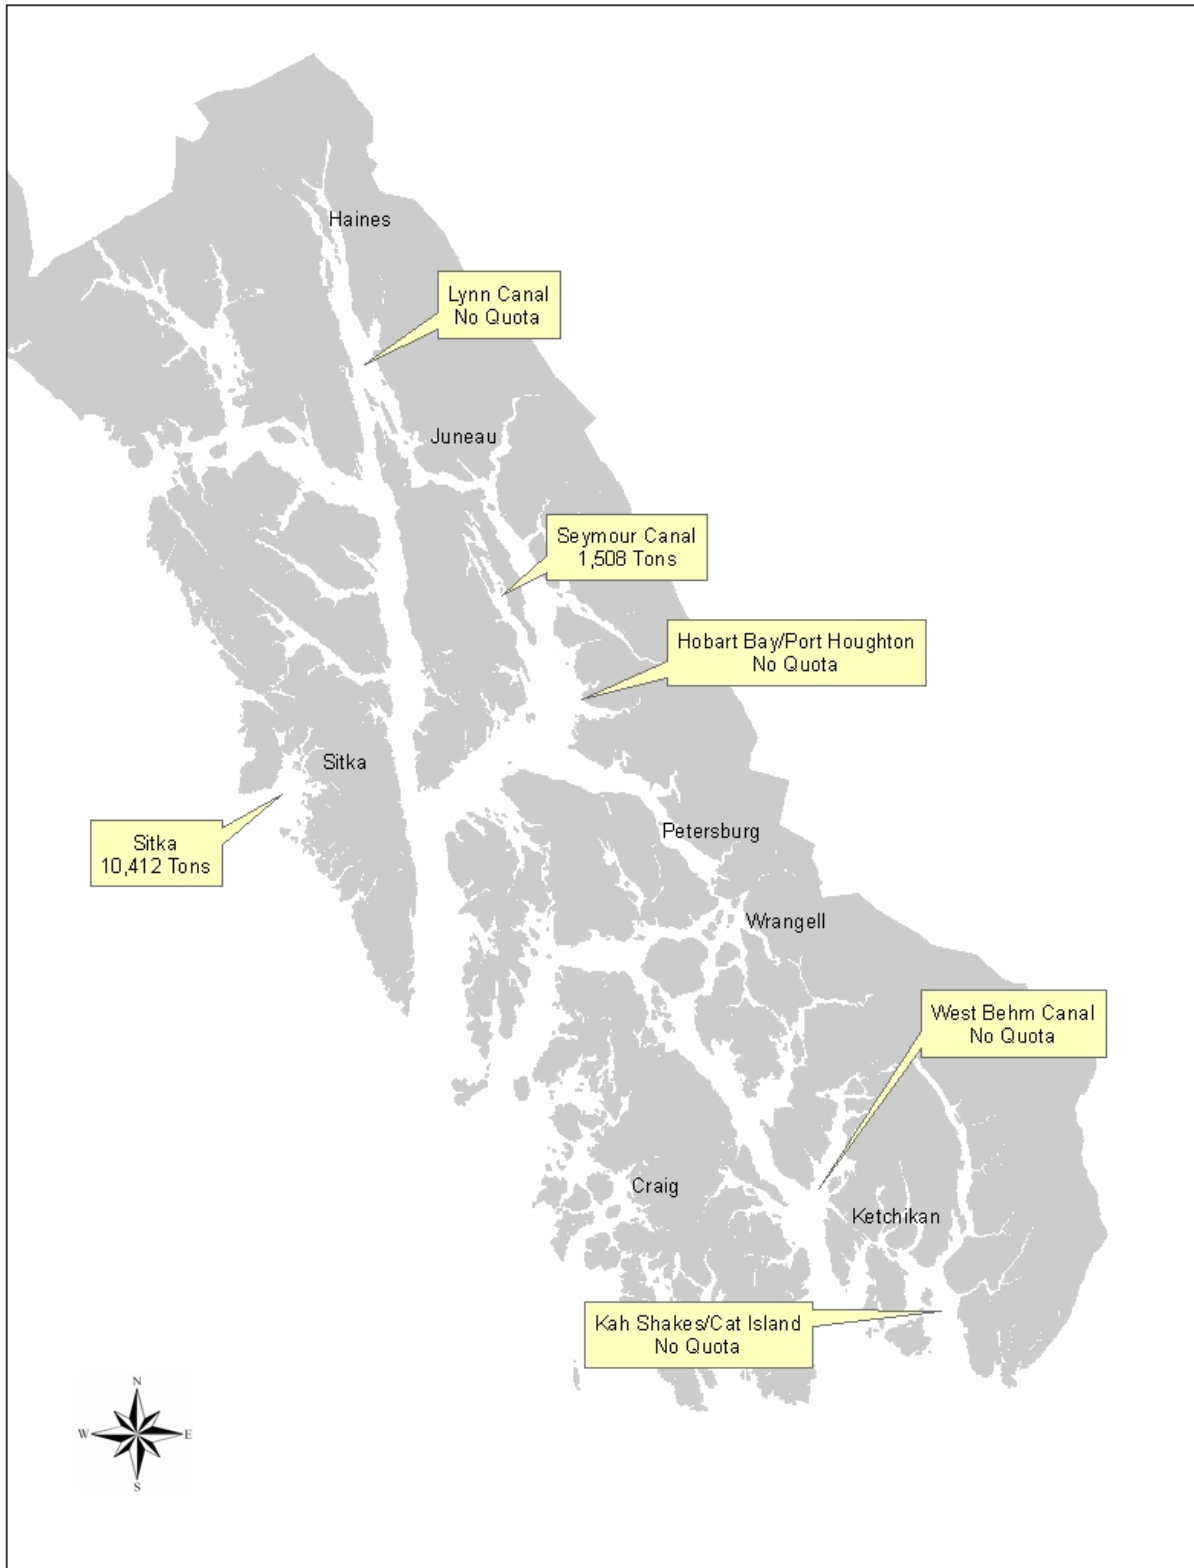 Haines
Lynn Canal
No Quota
Juneau
Seymour Canal
1,508 Tons
Hobart Bay/Port Houghton
No Quota
Sitka
Sitka
10,412 Tons
Petersburg
Wrangell
West Behm Canal
No Quota
Craig
Ketchikan
Kah Shakes/Cat Island
No Quota
N
W E
S